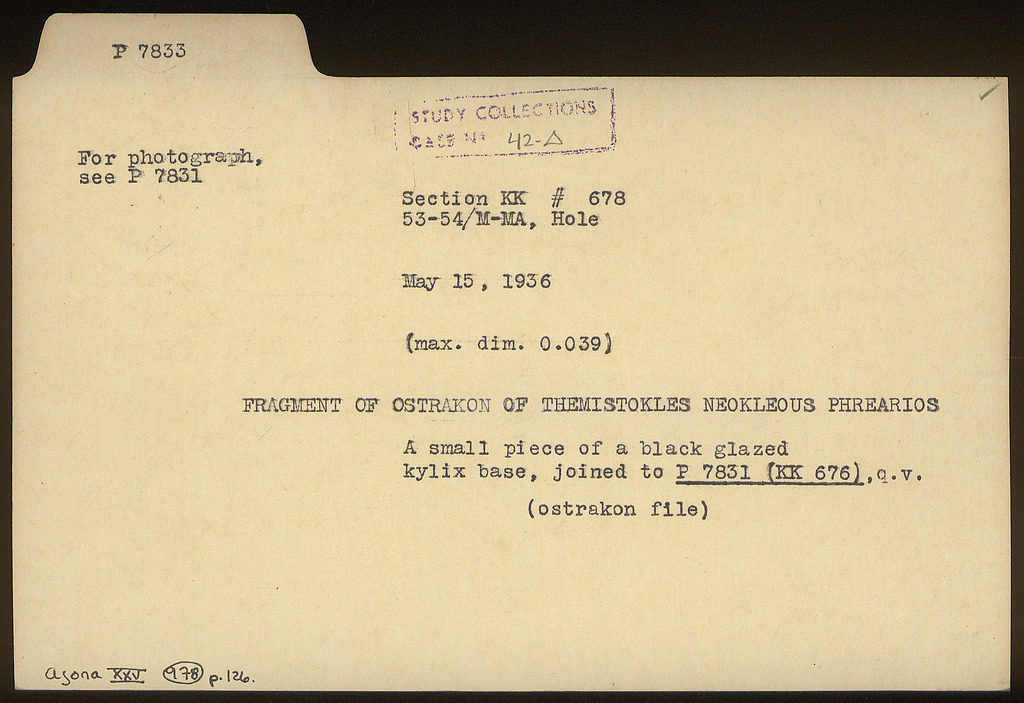 P 7833
STUDY COLLECTIONS
CASE Nº 42-Δ
For photograph,
see P 7831
Section KK # 678
53-54/M-MA, Hole
May 15, 1936
(max. dim. 0.039)
FRAGMENT OF OSTRAKON OF THEMISTOKLES NEOKLEOUS PHREARIOS
A small piece of a black glazed
kylix base, joined to P 7831 (KK 676),q.v.
(ostrakon file)
Agora XXV 978 p.126.